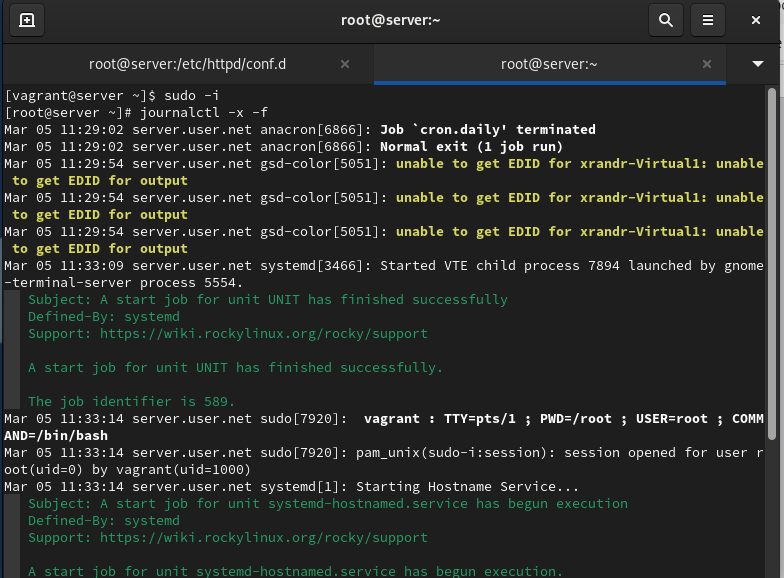 root@server:~
root@server:/etc/httpd/conf.d
root@server:~
[vagrant@server ~]$ sudo -i
[root@server ~]# journalctl -x -f
Mar 05 11:29:02 server.user.net anacron[6866]: Job `cron.daily' terminated
Mar 05 11:29:02 server.user.net anacron[6866]: Normal exit (1 job run)
Mar 05 11:29:54 server.user.net gsd-color[5051]: unable to get EDID for xrandr-Virtual1: unable
 to get EDID for output
Mar 05 11:29:54 server.user.net gsd-color[5051]: unable to get EDID for xrandr-Virtual1: unable
 to get EDID for output
Mar 05 11:29:54 server.user.net gsd-color[5051]: unable to get EDID for xrandr-Virtual1: unable
 to get EDID for output
Mar 05 11:33:09 server.user.net systemd[3466]: Started VTE child process 7894 launched by gnome
-terminal-server process 5554.
Subject: A start job for unit UNIT has finished successfully
Defined-By: systemd
Support: https://wiki.rockylinux.org/rocky/support
A start job for unit UNIT has finished successfully.
The job identifier is 589.
Mar 05 11:33:14 server.user.net sudo[7920]:  vagrant : TTY=pts/1 ; PWD=/root ; USER=root ; COMM
AND=/bin/bash
Mar 05 11:33:14 server.user.net sudo[7920]: pam_unix(sudo-i:session): session opened for user r
oot(uid=0) by vagrant(uid=1000)
Mar 05 11:33:14 server.user.net systemd[1]: Starting Hostname Service...
Subject: A start job for unit systemd-hostnamed.service has begun execution
Defined-By: systemd
Support: https://wiki.rockylinux.org/rocky/support
A start job for unit systemd-hostnamed.service has begun execution.